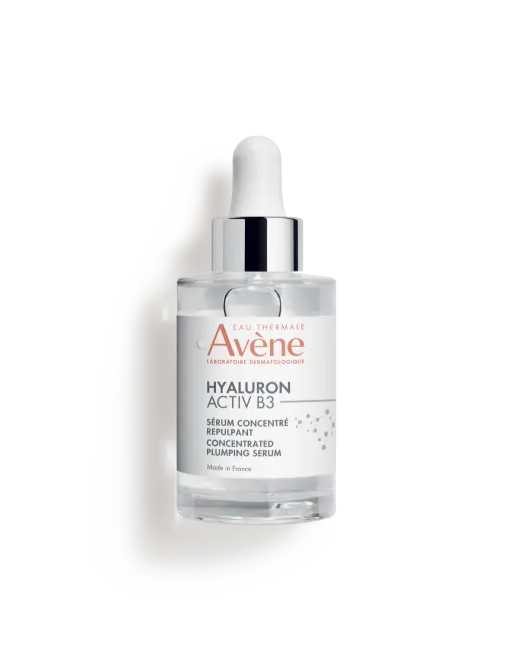 EAU THERMALE
Avène
LABORATOIRE DERMATOLOGIQUE
HYALURON
ACTIV B3
SÉRUM CONCENTRÉ
REPULPANT
CONCENTRATED
PLUMPING SERUM
Made in France